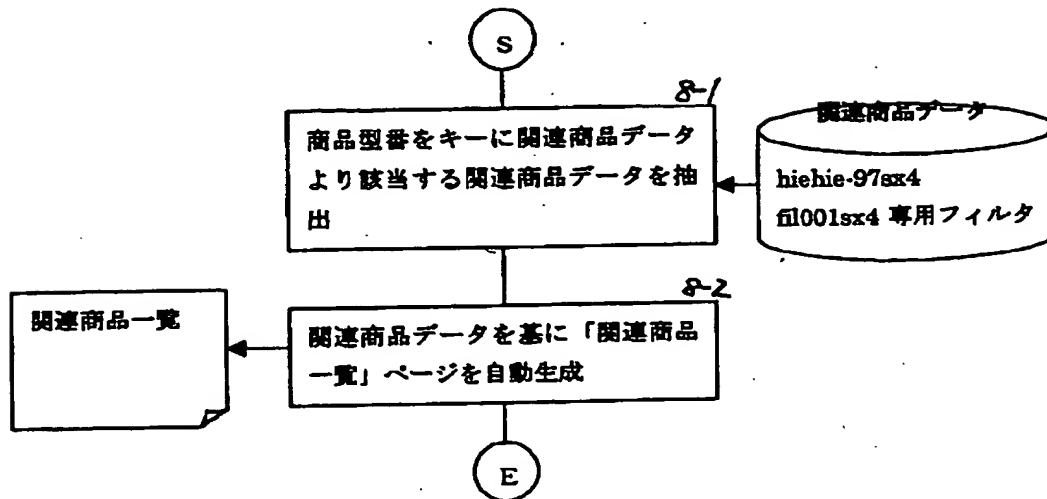 S
8-1
商品型番をキーに関連商品データ
より該当する関連商品データを抽
出
関連商品データ
hiehie-97sx4
fil001sx4 専用フィルタ
8-2
関連商品データを基に「関連商品
一覧」ページを自動生成
関連商品一覧
E